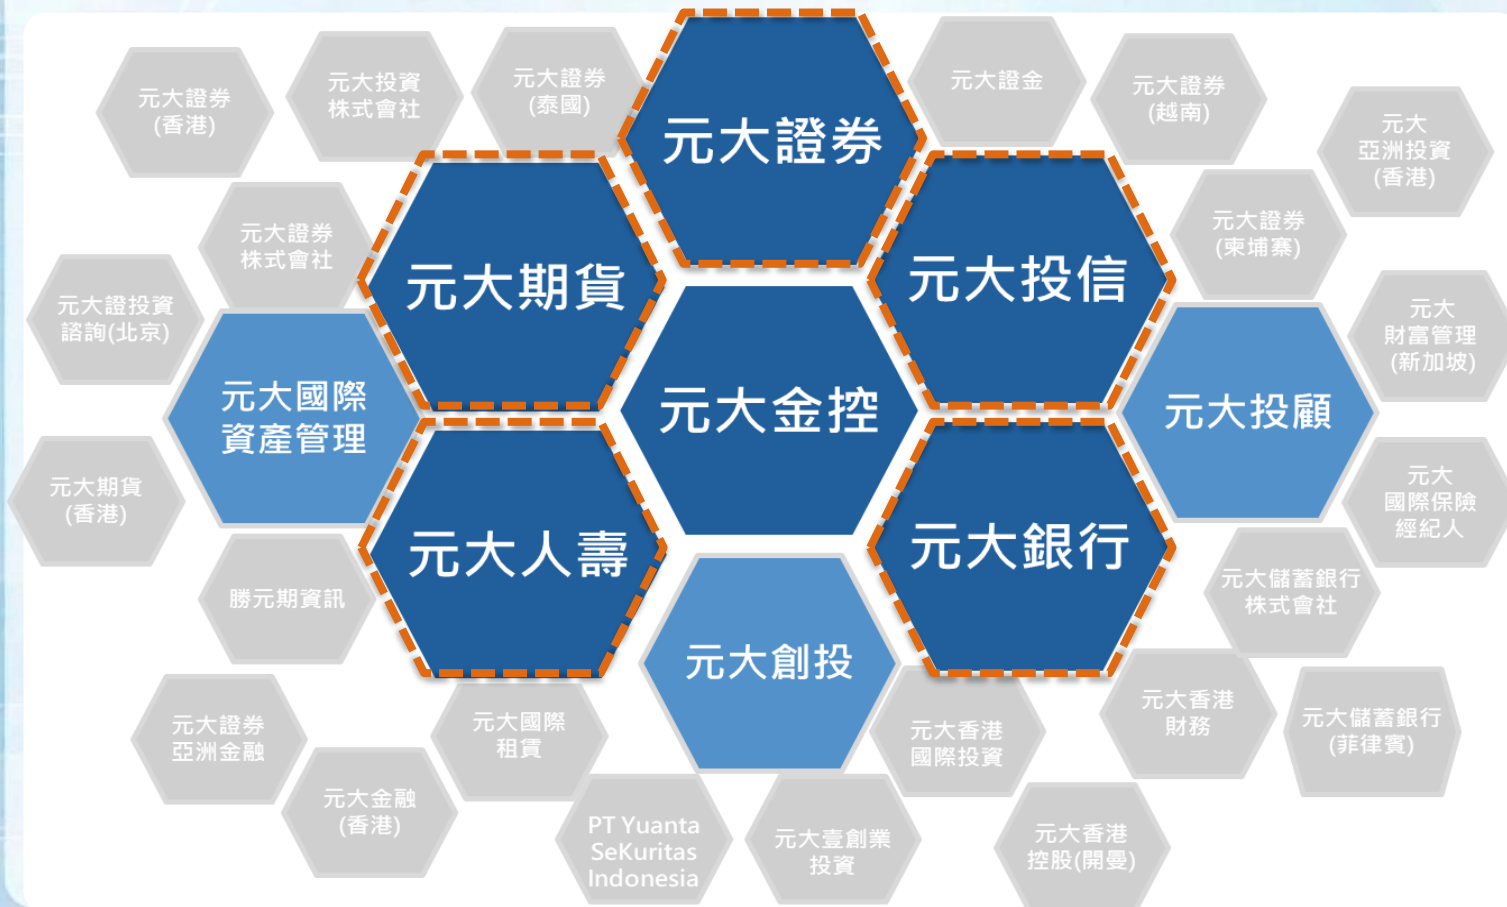 元大證券
(香港)
元大投資
株式會社
元大證券
(泰國)
元大證券
元大證金
元大證券
(越南)
元大
亞洲投資
(香港)
元大證券
株式會社
元大期貨
元大投信
元大證券
(柬埔寨)
元大證投資
諮詢(北京)
元大國際
資產管理
元大金控
元大投顧
元大
財富管理
(新加坡)
元大期貨
(香港)
元大人壽
元大銀行
元大
國際保險
經紀人
勝元期資訊
元大創投
元大儲蓄銀行
株式會社
元大證券
亞洲金融
元大國際
租賃
元大香港
國際投資
元大香港
財務
元大儲蓄銀行
(菲律賓)
元大金融
(香港)
PT Yuanta
SeKuritas
Indonesia
元大壹創業
投資
元大香港
控股(開曼)